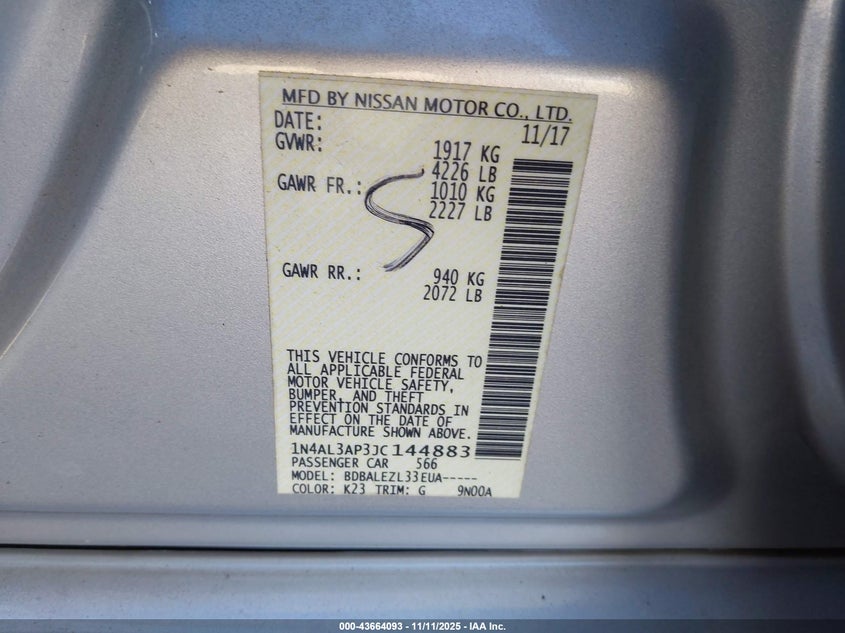 MFD BY NISSAN MOTOR CO., LTD.
DATE: 11/17
GVWR: 1917 KG
4226 LB
GAWR FR.: 1010 KG
2227 LB
S
GAWR RR.: 940 KG
2072 LB
THIS VEHICLE CONFORMS TO
ALL APPLICABLE FEDERAL
MOTOR VEHICLE SAFETY,
BUMPER, AND THEFT
PREVENTION STANDARDS IN
EFFECT ON THE DATE OF
MANUFACTURE SHOWN ABOVE.
1N4AL3AP3JC144883
PASSENGER CAR 566
MODEL: BDBALEZL33EUA-----
COLOR: K23 TRIM: G 9N00A
000-43664093 - 11/11/2025 - IAA Inc.